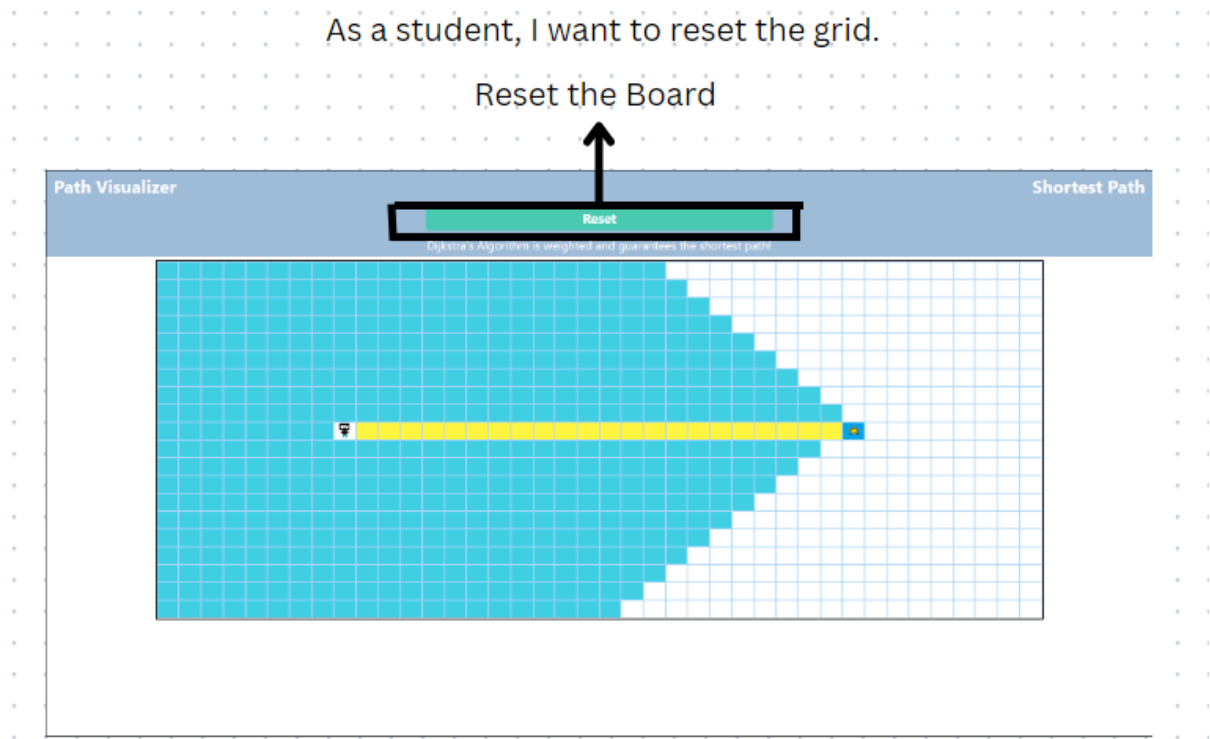 As a student, I want to reset the grid.
Reset the Board
Path Visualizer
Shortest Path
Reset
Dijkstra's Algorithm is weighted and guarantees the shortest path!